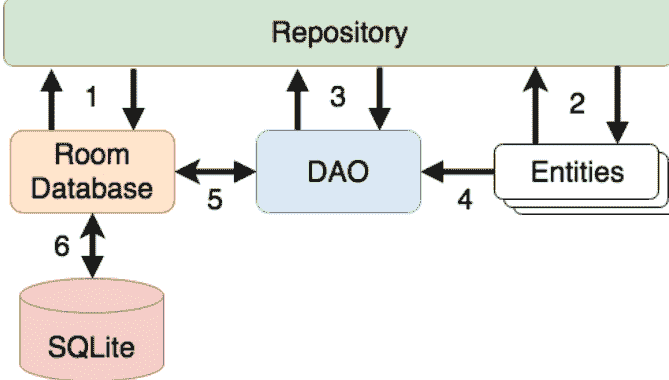 Repository
1
3
2
Room
Database
DAO
Entities
5
4
6
SQLite